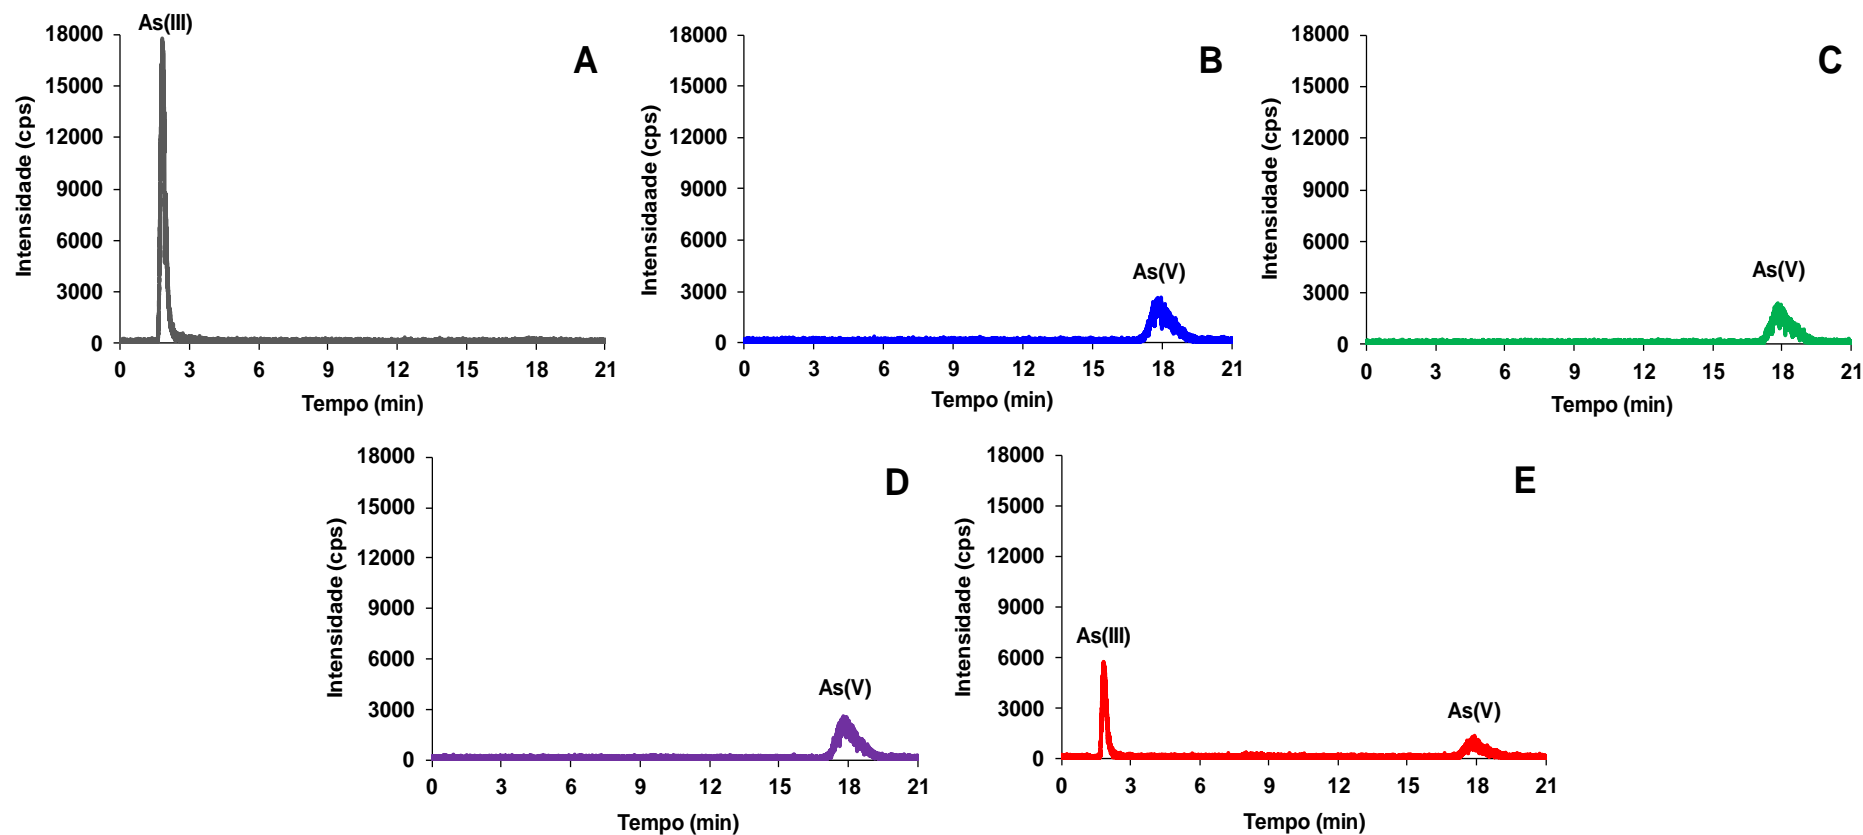 As(III)
A
18000
15000
12000
9000
6000
3000
0
Intensidade (cps)
0 3 6 9 12 15 18 21
Tempo (min)
B
18000
15000
12000
9000
6000
3000
0
Intensidaade (cps)
As(V)
0 3 6 9 12 15 18 21
Tempo (min)
C
18000
15000
12000
9000
6000
3000
0
Intensidade (cps)
As(V)
0 3 6 9 12 15 18 21
Tempo (min)
D
18000
15000
12000
9000
6000
3000
0
Intensidade (cps)
As(V)
0 3 6 9 12 15 18 21
Tempo (min)
E
18000
15000
12000
9000
6000
3000
0
Intensidade (cps)
As(III)
As(V)
0 3 6 9 12 15 18 21
Tempo (min)